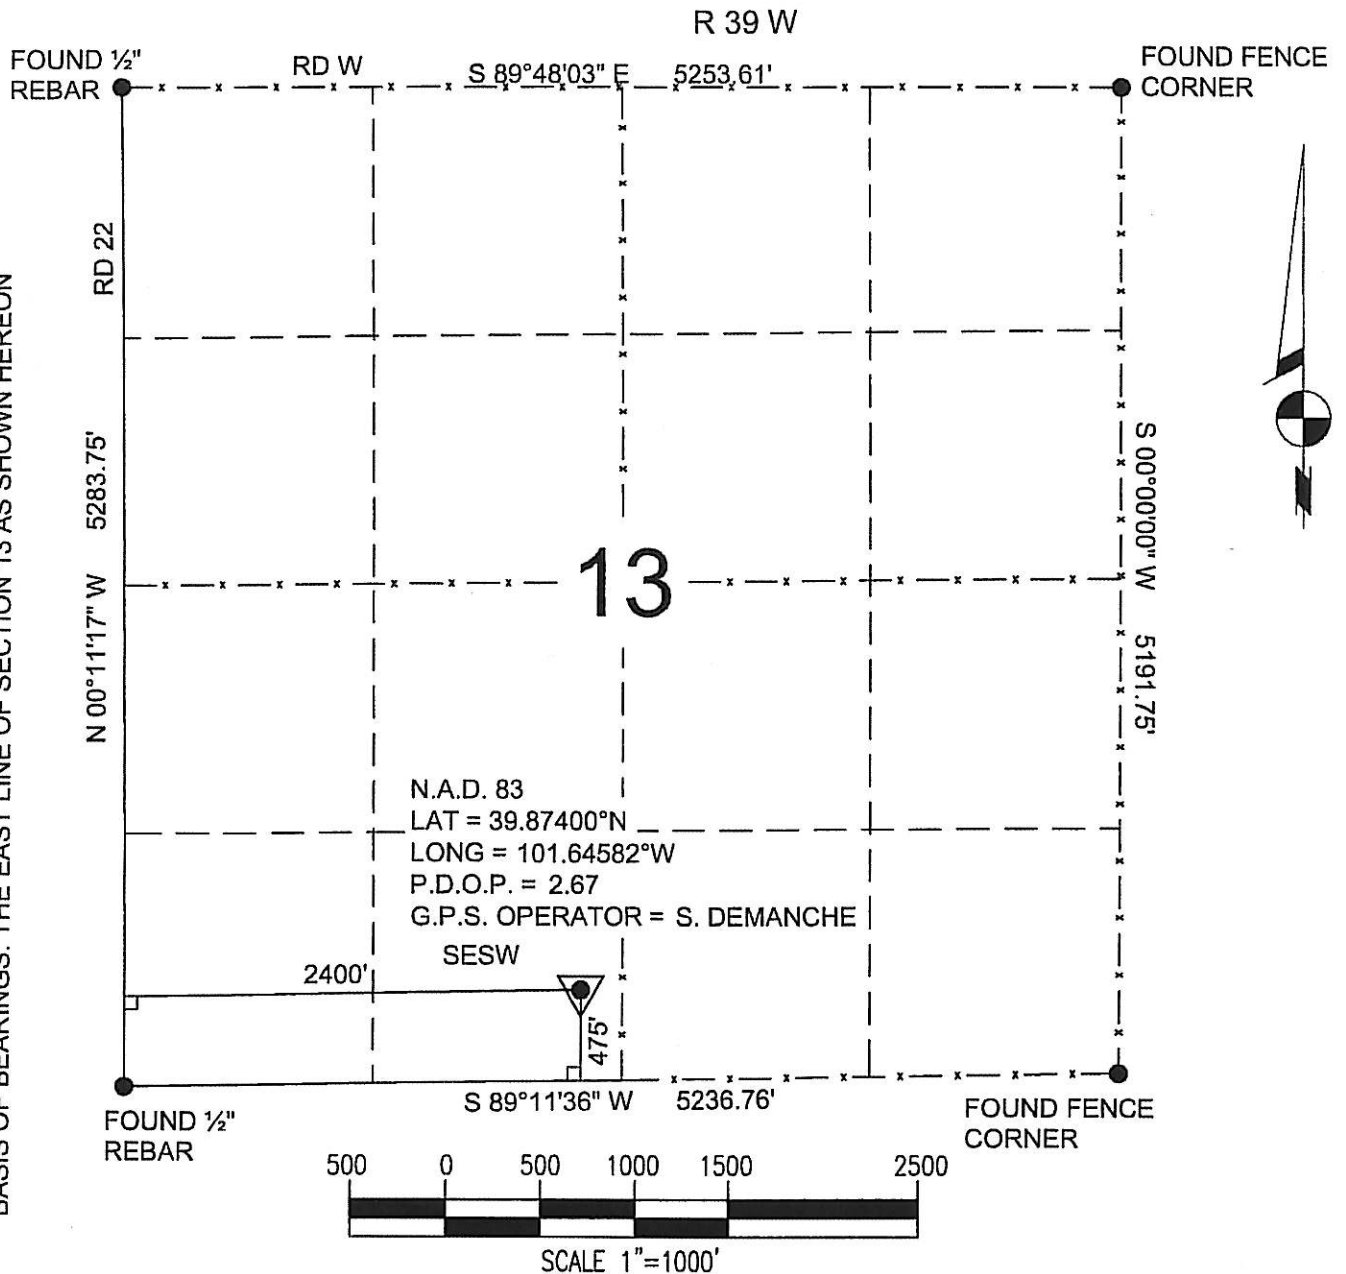 R 39 W
FOUND ½"
REBAR
RD W
S 89°48'03" E 5253.61'
FOUND FENCE
CORNER
RD 22
N 00°11'17" W 5283.75'
S 00°00'00" W 5191.75'
BASIS OF BEARINGS: THE EAST LINE OF SECTION 13 AS SHOWN HEREON
13
N.A.D. 83
LAT = 39.87400°N
LONG = 101.64582°W
P.D.O.P. = 2.67
G.P.S. OPERATOR = S. DEMANCHE
SESW
2400'
475'
S 89°11'36" W 5236.76'
FOUND ½"
REBAR
FOUND FENCE
CORNER
500 0 500 1000 1500 2500
SCALE 1"=1000'
N